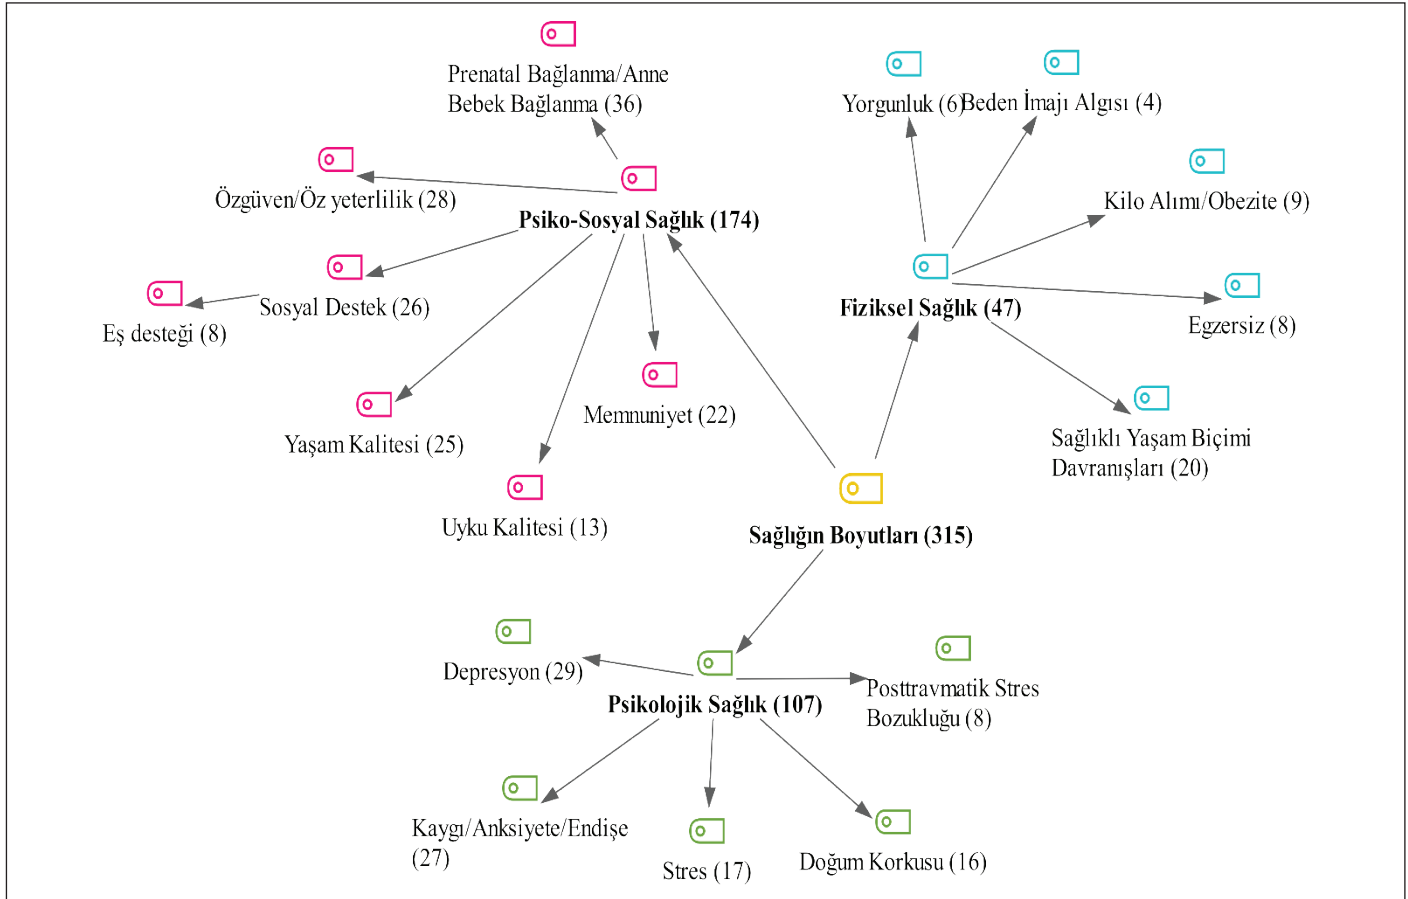 Prenatal Bağlanma/Anne
Bebek Bağlanma (36)
Yorgunluk (6)
Beden İmajı Algısı (4)
Özgüven/Öz yeterlilik (28)
Kilo Alımı/Obezite (9)
Psiko-Sosyal Sağlık (174)
Sosyal Destek (26)
Eş desteği (8)
Fiziksel Sağlık (47)
Egzersiz (8)
Memnuniyet (22)
Yaşam Kalitesi (25)
Sağlıklı Yaşam Biçimi
Davranışları (20)
Uyku Kalitesi (13)
Sağlığın Boyutları (315)
Depresyon (29)
Psikolojik Sağlık (107)
Posttravmatik Stres
Bozukluğu (8)
Kaygı/Anksiyete/Endişe
(27)
Stres (17)
Doğum Korkusu (16)